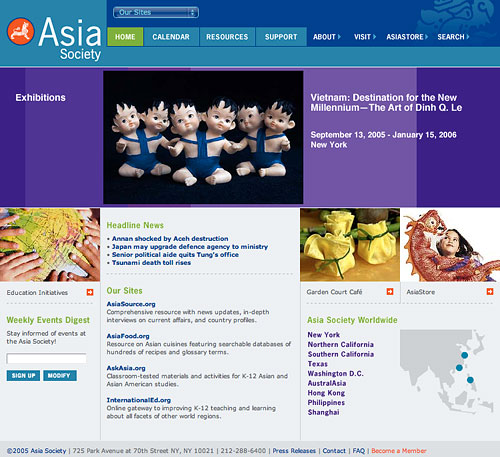 Our Sites
Asia
Society
HOME
CALENDAR
RESOURCES
SUPPORT
ABOUT
VISIT
ASIASTORE
SEARCH
Exhibitions
Vietnam: Destination for the New
Millennium—The Art of Dinh Q. Le
September 13, 2005 - January 15, 2006
New York
Education Initiatives
Weekly Events Digest
Stay informed of events
at the Asia Society!
SIGN UP
MODIFY
Headline News
• Annan shocked by Aceh destruction
• Japan may upgrade defence agency to ministry
• Senior political aide quits Tung's office
• Tsunami death toll rises
Our Sites
AsiaSource.org
Comprehensive resource with news updates, in-depth
interviews on current affairs, and country profiles.
AsiaFood.org
Resource on Asian cuisines featuring searchable databases of
hundreds of recipes and glossary terms.
AskAsia.org
Classroom-tested materials and activities for K-12 Asian and
Asian American studies.
InternationalEd.org
Online gateway to improving K-12 teaching and learning
about all facets of other world regions.
Garden Court Café
AsiaStore
Asia Society Worldwide
New York
Northern California
Southern California
Texas
Washington D.C.
AustralAsia
Hong Kong
Philippines
Shanghai
©2005 Asia Society | 725 Park Avenue at 70th Street NY, NY 10021 | 212-288-6400 | Press Releases | Contact | FAQ | Become a Member